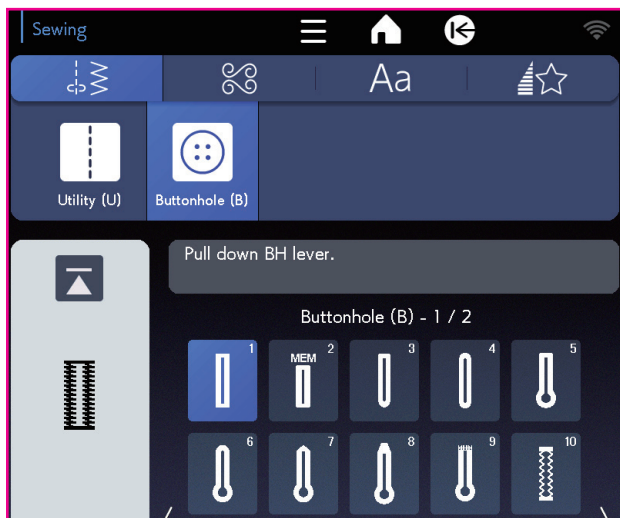 Sewing
Aa
Utility (U)
Buttonhole (B)
Pull down BH lever.
Buttonhole (B) - 1 / 2
1
MEM 2
3
4
5
6
7
8
9
10